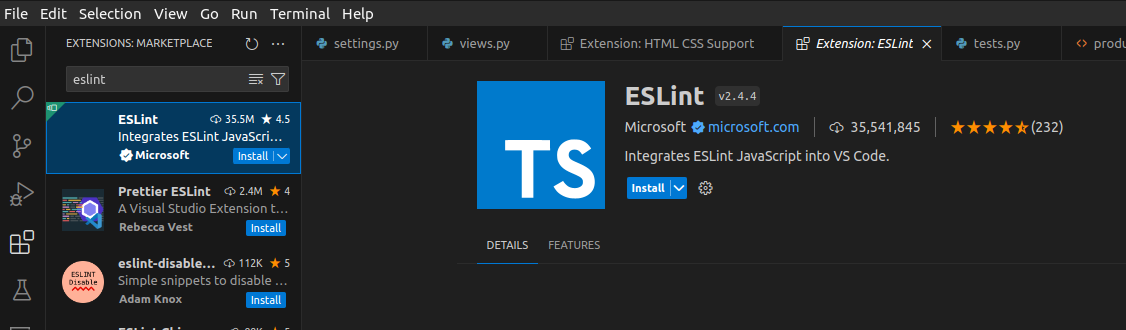 File Edit Selection View Go Run Terminal Help
EXTENSIONS: MARKETPLACE
settings.py views.py Extension: HTML CSS Support Extension: ESLint tests.py produ
eslint
ESLint 35.5M 4.5
Integrates ESLint JavaScri...
Microsoft Install
Prettier ESLint 2.4M 4
A Visual Studio Extension t...
Rebecca Vest Install
ESLINT
Disable
eslint-disable... 112K 5
Simple snippets to disable ...
Adam Knox Install
TS
ESLint v2.4.4
Microsoft microsoft.com 35,541,845 (232)
Integrates ESLint JavaScript into VS Code.
Install
DETAILS FEATURES